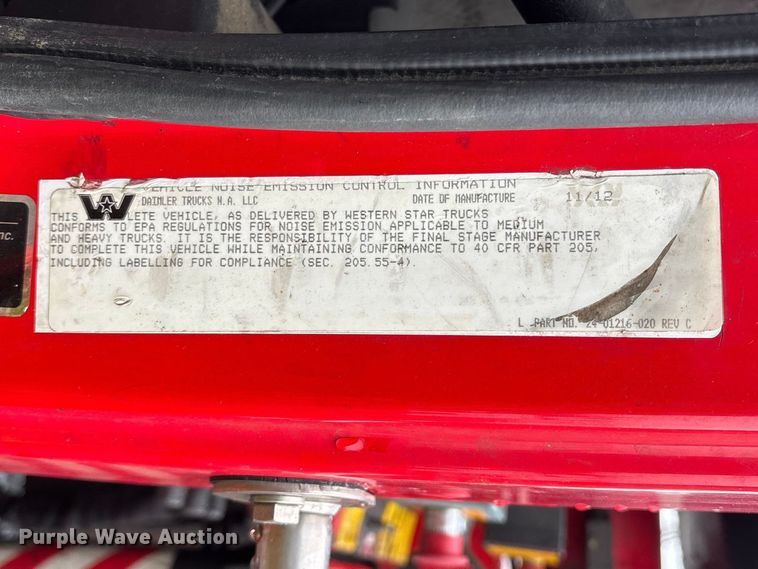 VEHICLE NOISE EMISSION CONTROL INFORMATION
DAIMLER TRUCKS N.A. LLC DATE OF MANUFACTURE 11/12
THIS LETE VEHICLE, AS DELIVERED BY WESTERN STAR TRUCKS
CONFORMS TO EPA REGULATIONS FOR NOISE EMISSION APPLICABLE TO MEDIUM
AND HEAVY TRUCKS. IT IS THE RESPONSIBILITY OF THE FINAL STAGE MANUFACTURER
TO COMPLETE THIS VEHICLE WHILE MAINTAINING CONFORMANCE TO 40 CFR PART 205,
INCLUDING LABELLING FOR COMPLIANCE (SEC. 205.55-4).
L PART NO. 24-01216-020 REV C
nc.
Purple Wave Auction